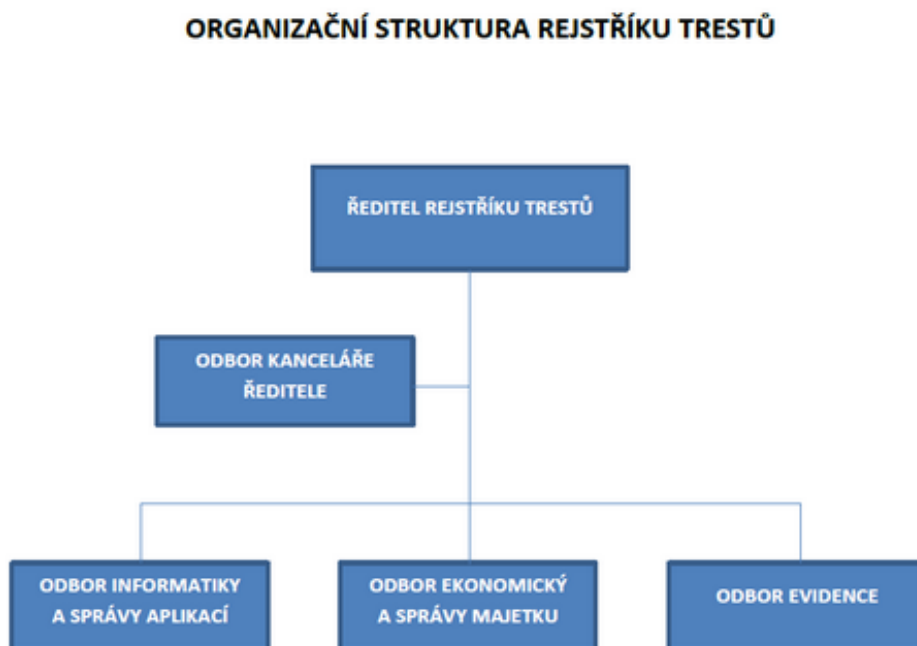 ORGANIZAČNÍ STRUKTURA REJSTŘÍKU TRESTŮ
ŘEDITEL REJSTŘÍKU TRESTŮ
ODBOR KANCELÁŘE
ŘEDITELE
ODBOR INFORMATIKY
A SPRÁVY APLIKACÍ
ODBOR EKONOMICKÝ
A SPRÁVY MAJETKU
ODBOR EVIDENCE